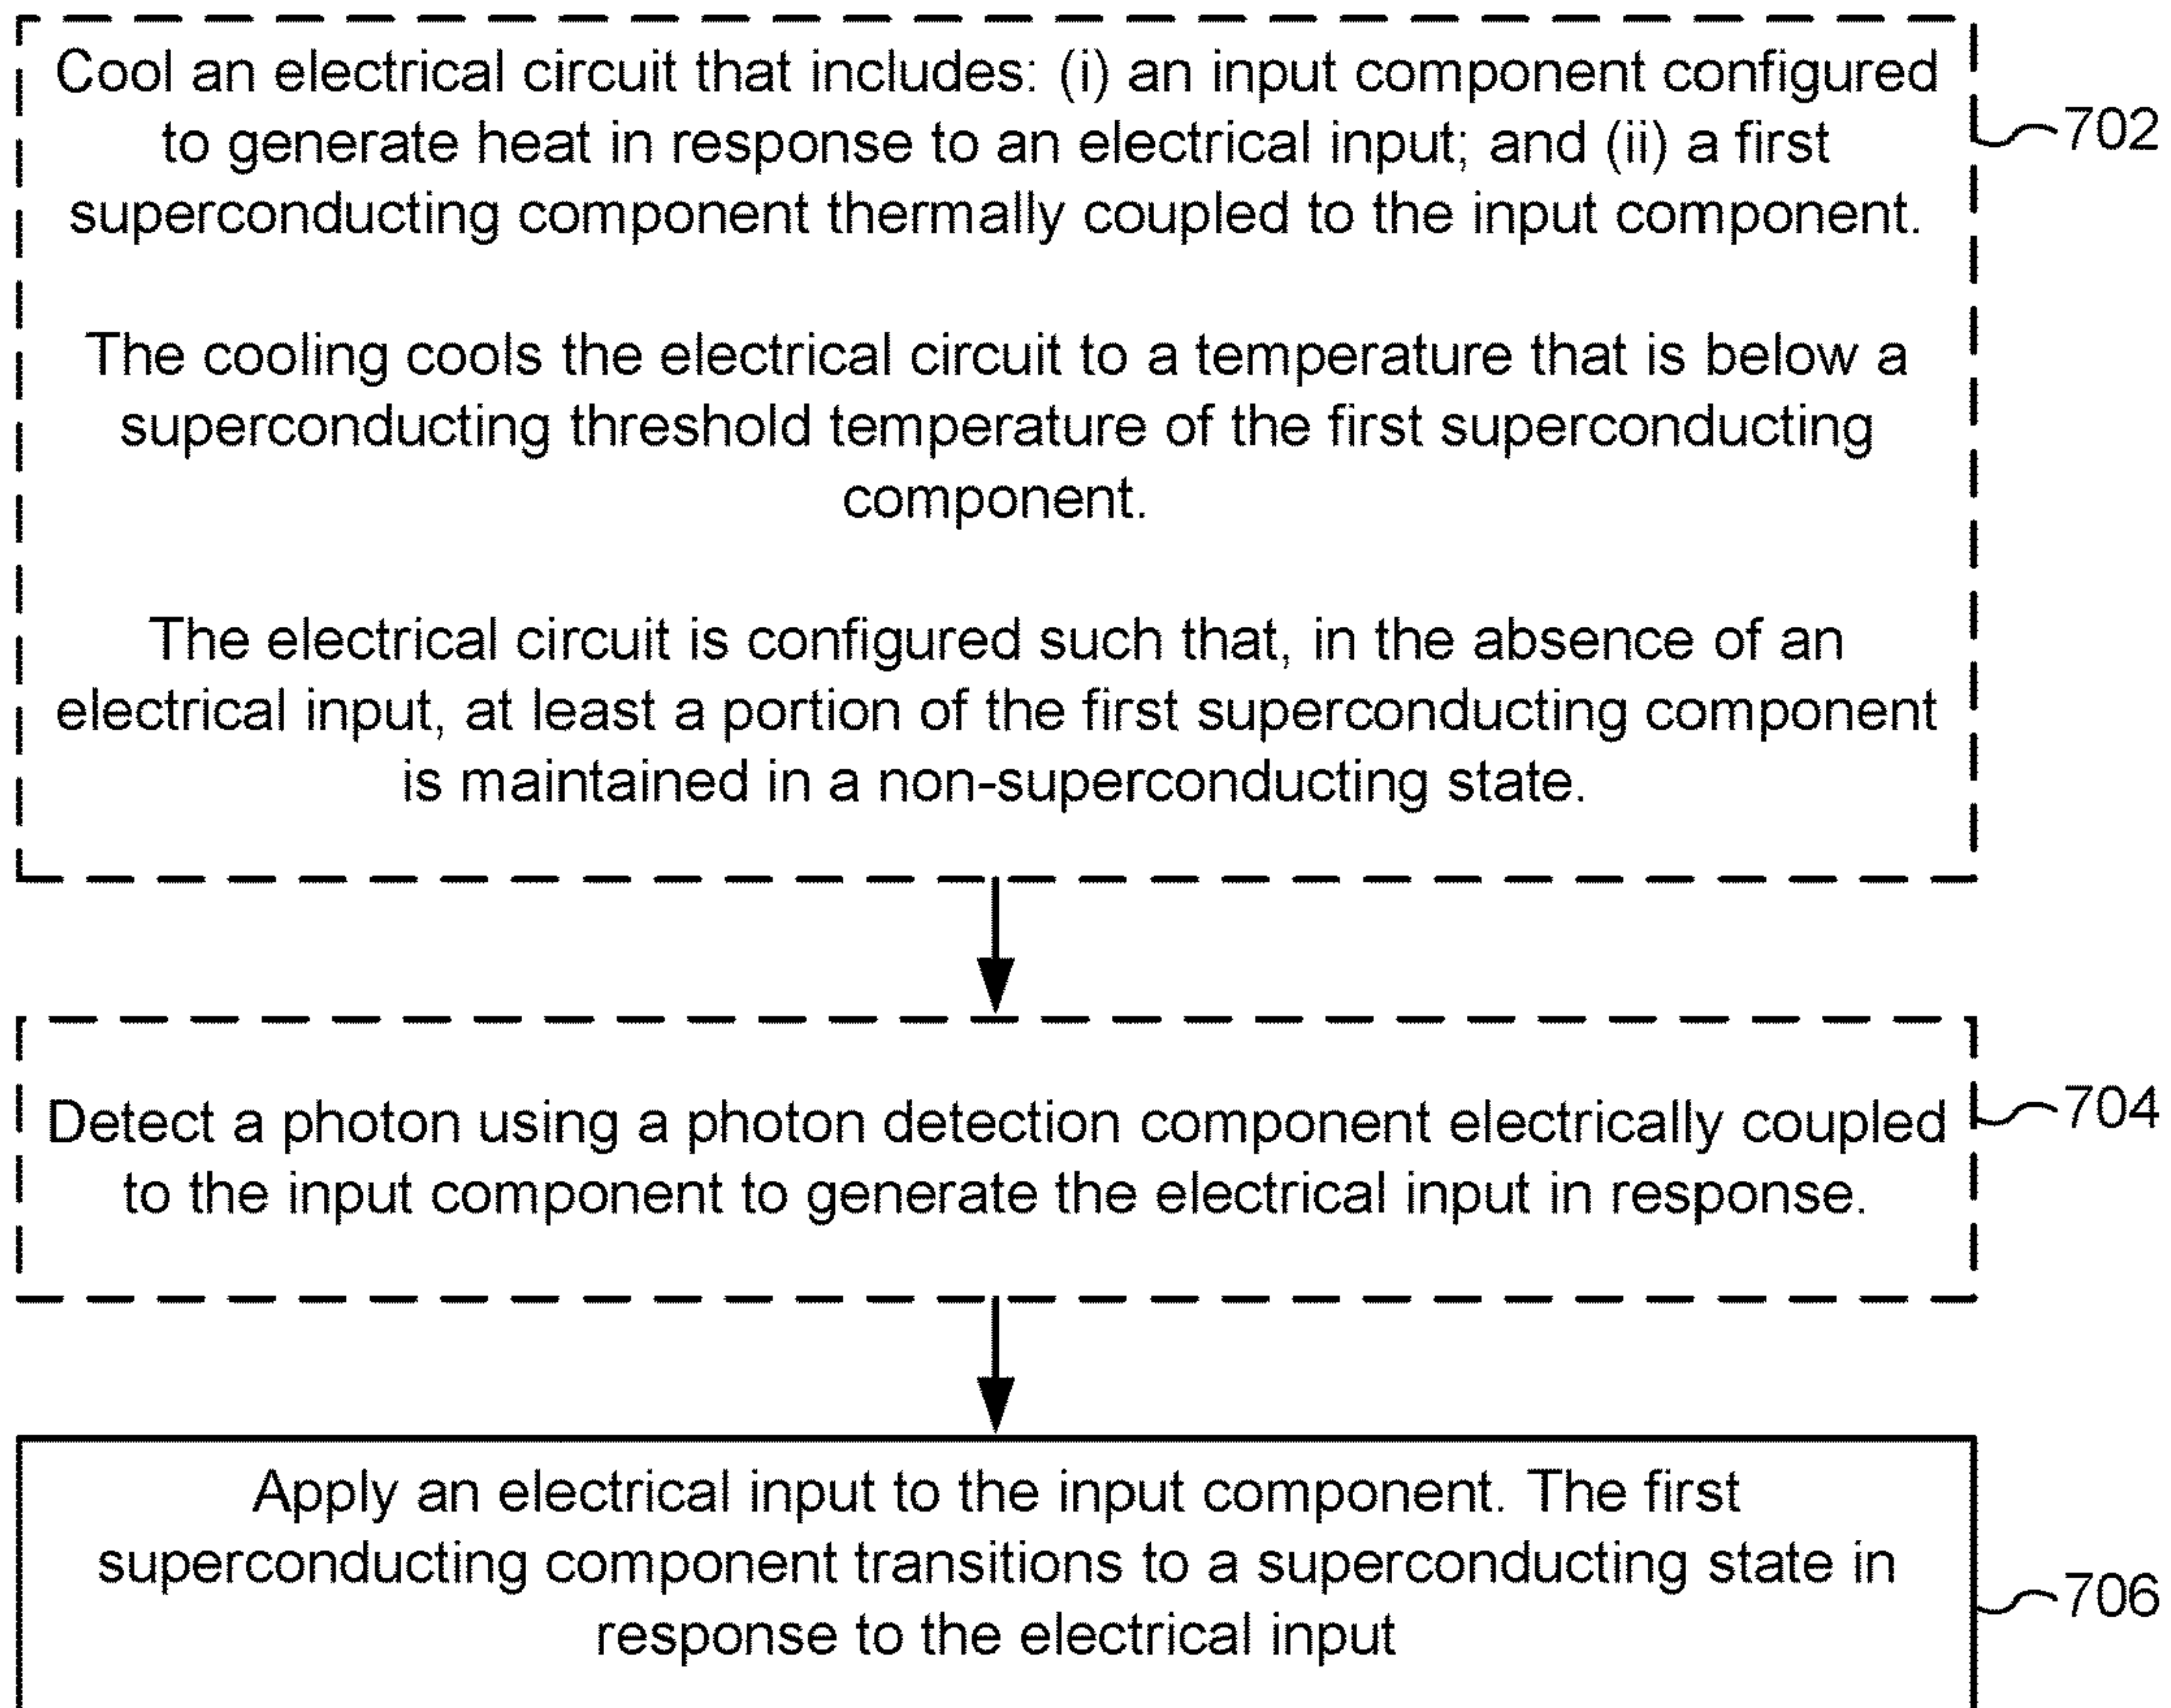 Cool an electrical circuit that includes: (i) an input component configured
to generate heat in response to an electrical input; and (ii) a first
superconducting component thermally coupled to the input component.
702
The cooling cools the electrical circuit to a temperature that is below a
superconducting threshold temperature of the first superconducting
component.
The electrical circuit is configured such that, in the absence of an
electrical input, at least a portion of the first superconducting component
is maintained in a non-superconducting state.
Detect a photon using a photon detection component electrically coupled
to the input component to generate the electrical input in response.
704
Apply an electrical input to the input component. The first
superconducting component transitions to a superconducting state in
response to the electrical input
706